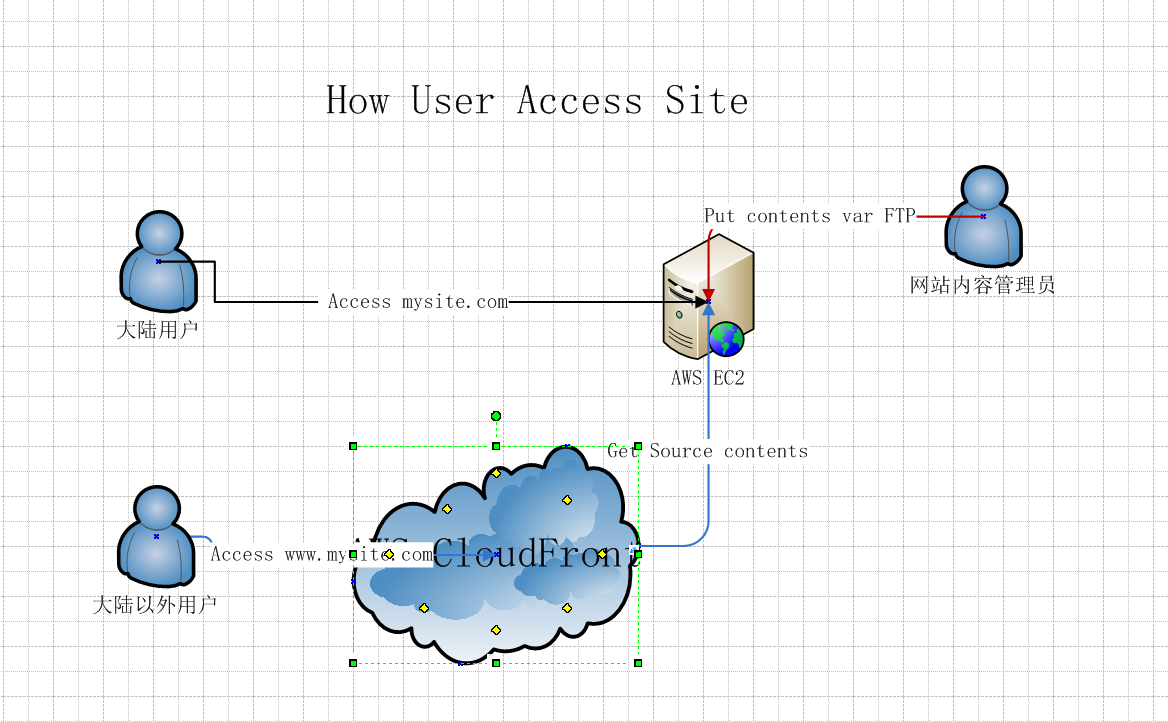 How User Access Site
Put contents var FTP
网站内容管理员
Access mysite.com
大陆用户
AWS EC2
Get Source contents
Access www.mysite.com
AWS CloudFront
大陆以外用户